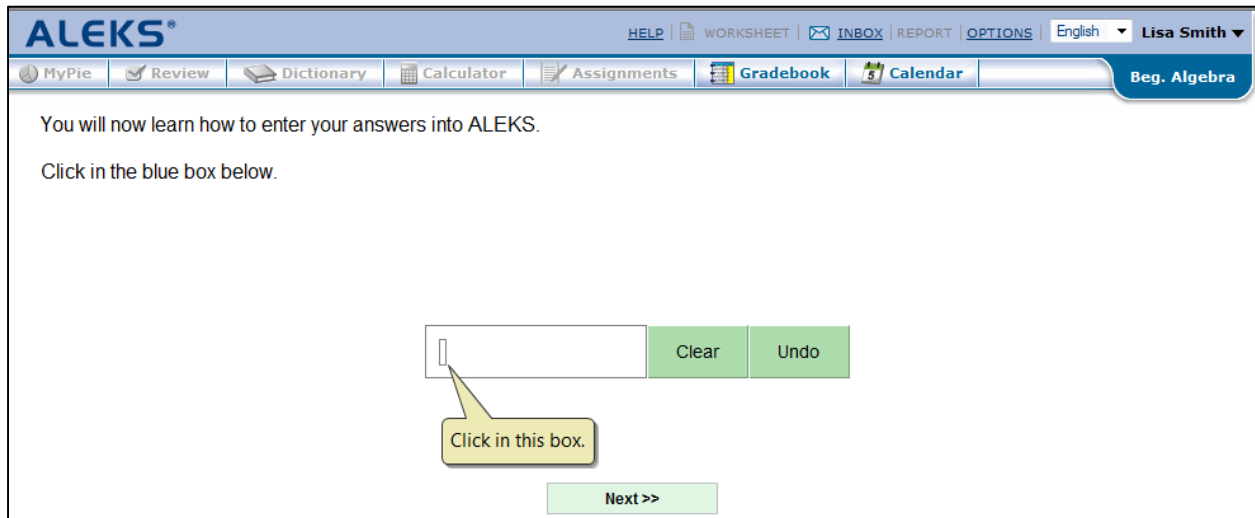 ALEKS®
HELP | WORKSHEET | INBOX | REPORT | OPTIONS | English Lisa Smith
MyPie Review Dictionary Calculator Assignments Gradebook 5 Calendar Beg. Algebra
You will now learn how to enter your answers into ALEKS.
Click in the blue box below.
Clear Undo
Click in this box.
Next >>